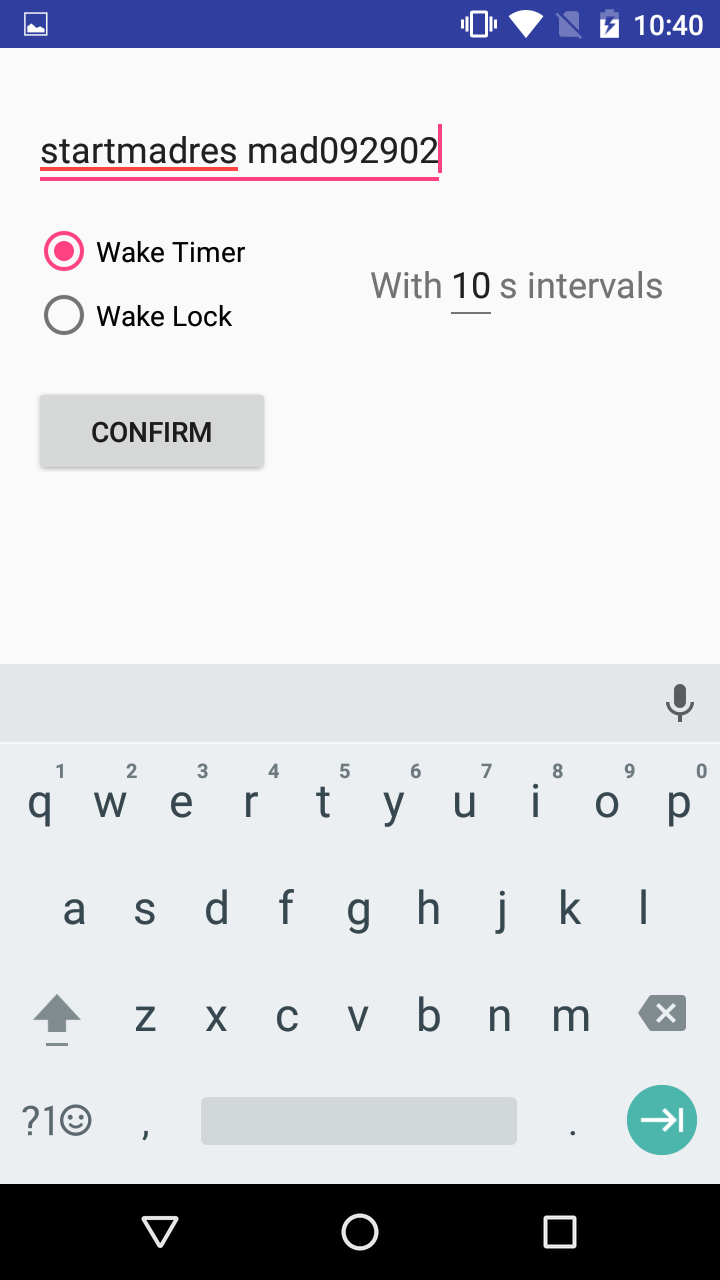 10:40
startmadres mad092902
Wake Timer
With 10 s intervals
Wake Lock
CONFIRM
1 2 3 4 5 6 7 8 9 0
q w e r t y u i o p
a s d f g h j k l
z x c v b n m
?1☺ , .